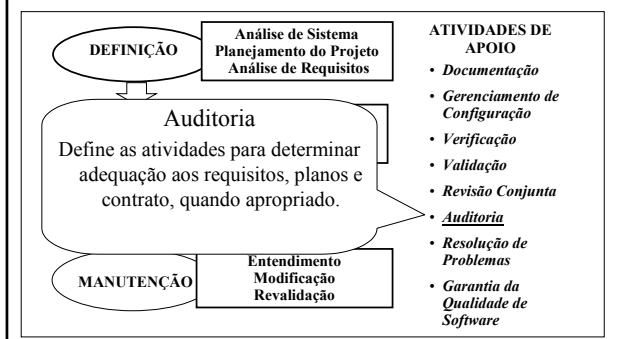 DEFINIÇÃO
Análise de Sistema
Planejamento do Projeto
Análise de Requisitos
Auditoria
Define as atividades para determinar
adequação aos requisitos, planos e
contrato, quando apropriado.
MANUTENÇÃO
Entendimento
Modificação
Revalidação
ATIVIDADES DE
APOIO
• Documentação
• Gerenciamento de
Configuração
• Verificação
• Validação
• Revisão Conjunta
• Auditoria
• Resolução de
Problemas
• Garantia da
Qualidade de
Software